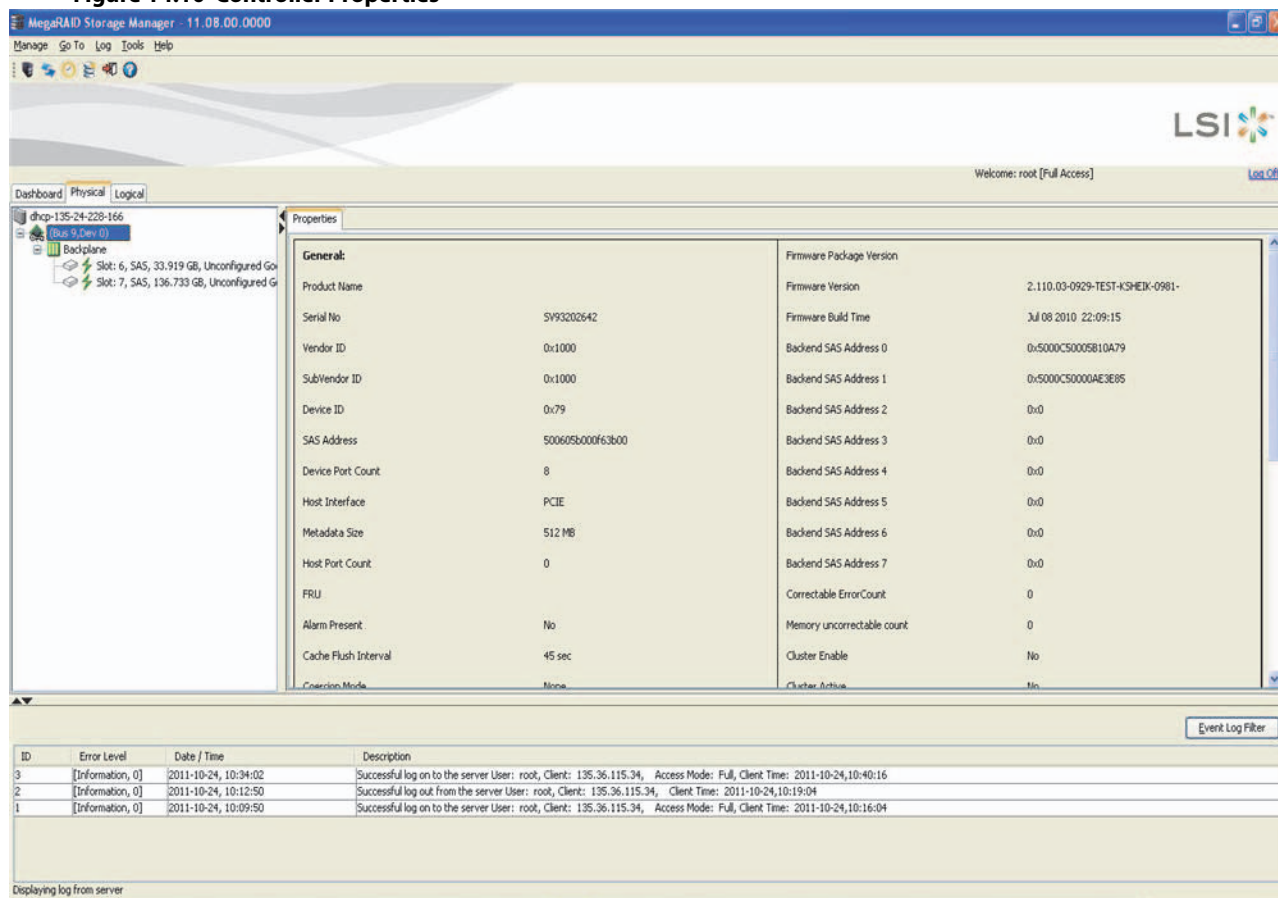 MegaRAID Storage Manager - 11.08.00.0000
Manage Go To Log Tools Help
LSI
Welcome: root [Full Access]
Log Off
Dashboard Physical Logical
dhcp-135-24-228-166
(Bus 9,Dev 0)
Backplane
Slot: 6, SAS, 33.919 GB, Unconfigured Go
Slot: 7, SAS, 136.733 GB, Unconfigured G
Properties
General:
Product Name
Serial No SV93202642
Vendor ID 0x1000
SubVendor ID 0x1000
Device ID 0x79
SAS Address 500605b000f63b00
Device Port Count 8
Host Interface PCIE
Metadata Size 512 MB
Host Port Count 0
FRU
Alarm Present No
Cache Flush Interval 45 sec
Coercion Mode None
Firmware Package Version
Firmware Version 2.110.03-0929-TEST-KSHEIK-0981-
Firmware Build Time Jul 08 2010 22:09:15
Backend SAS Address 0 0x5000C50005B10A79
Backend SAS Address 1 0x5000C50000AE3E85
Backend SAS Address 2 0x0
Backend SAS Address 3 0x0
Backend SAS Address 4 0x0
Backend SAS Address 5 0x0
Backend SAS Address 6 0x0
Backend SAS Address 7 0x0
Correctable ErrorCount 0
Memory uncorrectable count 0
Cluster Enable No
Cluster Active No
Event Log Filter
ID Error Level Date / Time Description
3 [Information, 0] 2011-10-24, 10:34:02 Successful log on to the server User: root, Client: 135.36.115.34, Access Mode: Full, Client Time: 2011-10-24,10:40:16
2 [Information, 0] 2011-10-24, 10:12:50 Successful log out from the server User: root, Client: 135.36.115.34, Client Time: 2011-10-24,10:19:04
1 [Information, 0] 2011-10-24, 10:09:50 Successful log on to the server User: root, Client: 135.36.115.34, Access Mode: Full, Client Time: 2011-10-24,10:16:04
Displaying log from server